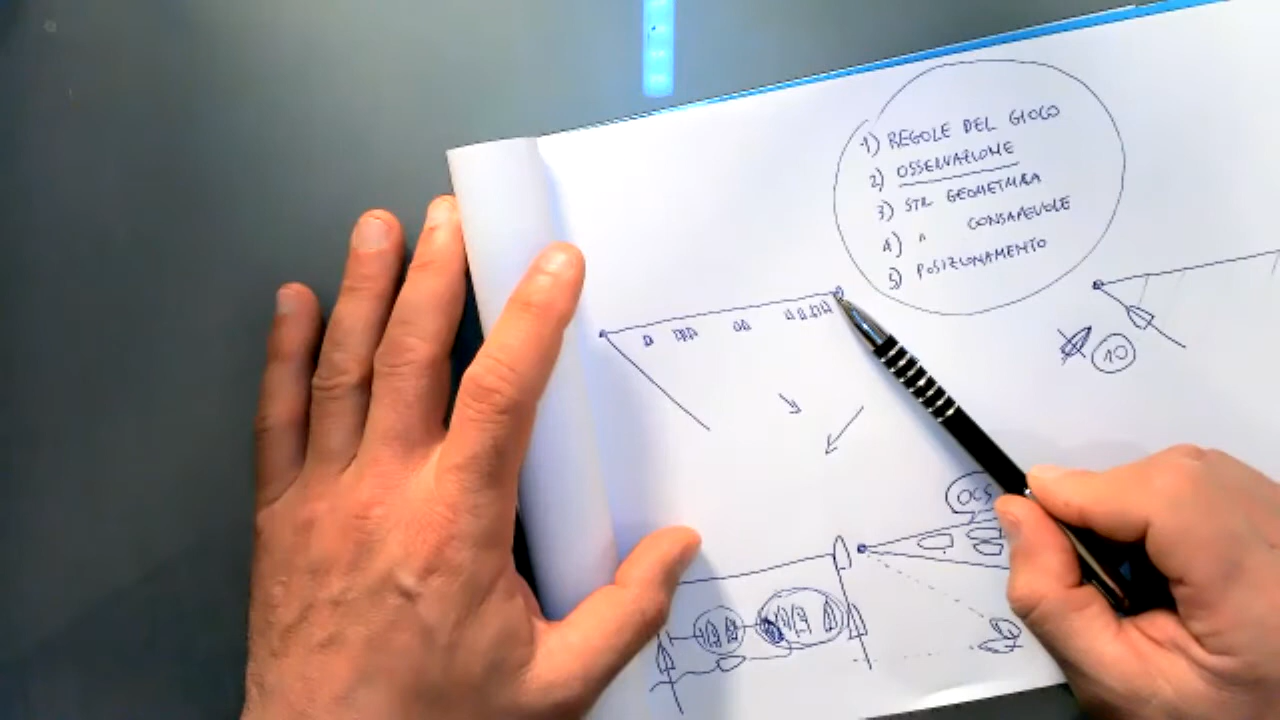 1) REGOLE DEL GIOCO
2) OSSERVAZIONE
3) STR GEOMETRICA
4) " CONSAPEVOLE
5) POSIZIONAMENTO
10
OCS